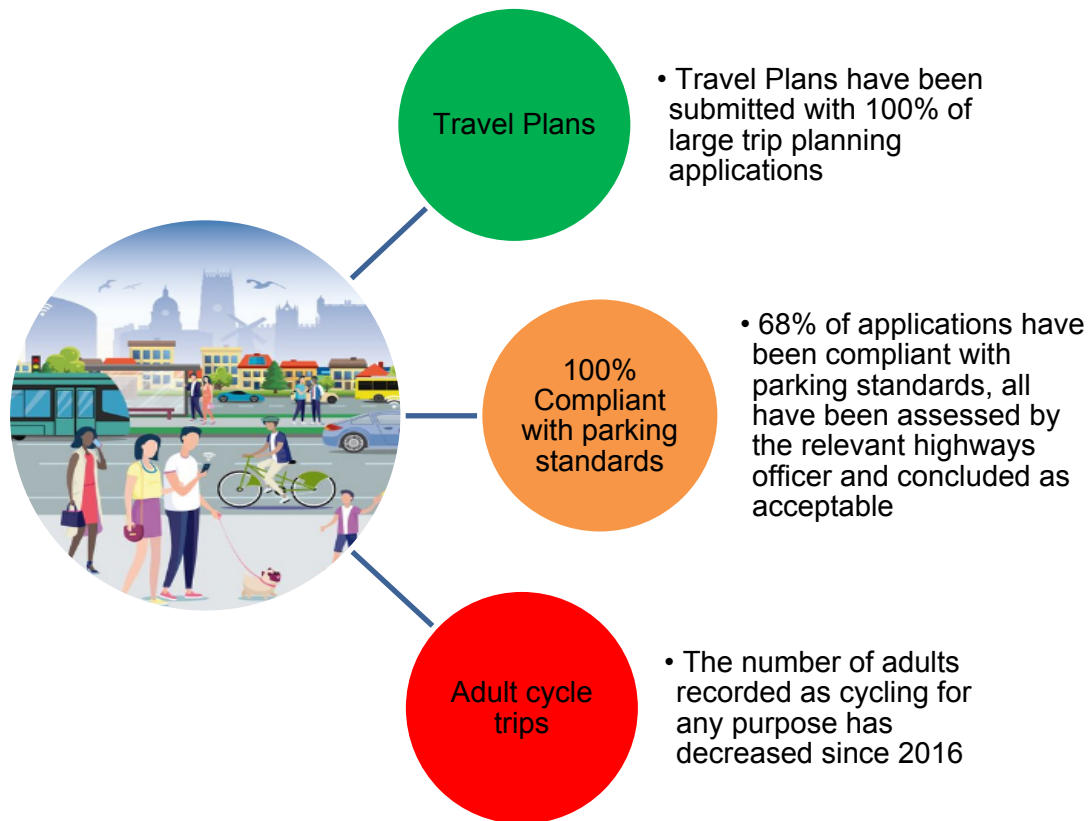 Travel Plans
• Travel Plans have been
submitted with 100% of
large trip planning
applications
100%
Compliant
with parking
standards
• 68% of applications have
been compliant with
parking standards, all
have been assessed by
the relevant highways
officer and concluded as
acceptable
Adult cycle
trips
• The number of adults
recorded as cycling for
any purpose has
decreased since 2016